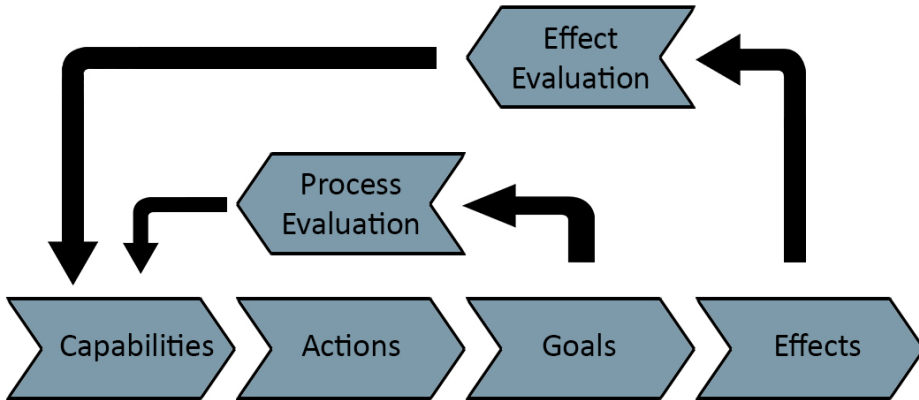 Effect
Evaluation
Process
Evaluation
Capabilities
Actions
Goals
Effects